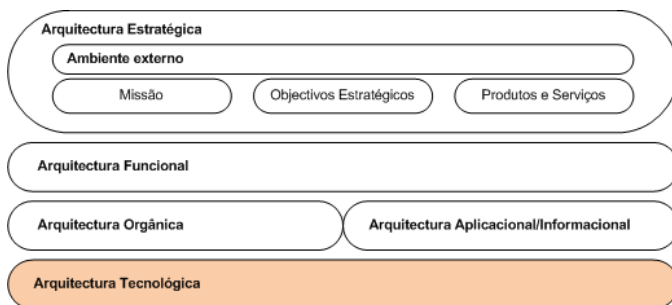 Arquitectura Estratégica
Ambiente externo
Missão
Objectivos Estratégicos
Produtos e Serviços
Arquitectura Funcional
Arquitectura Orgânica
Arquitectura Aplicacional/Informacional
Arquitectura Tecnológica